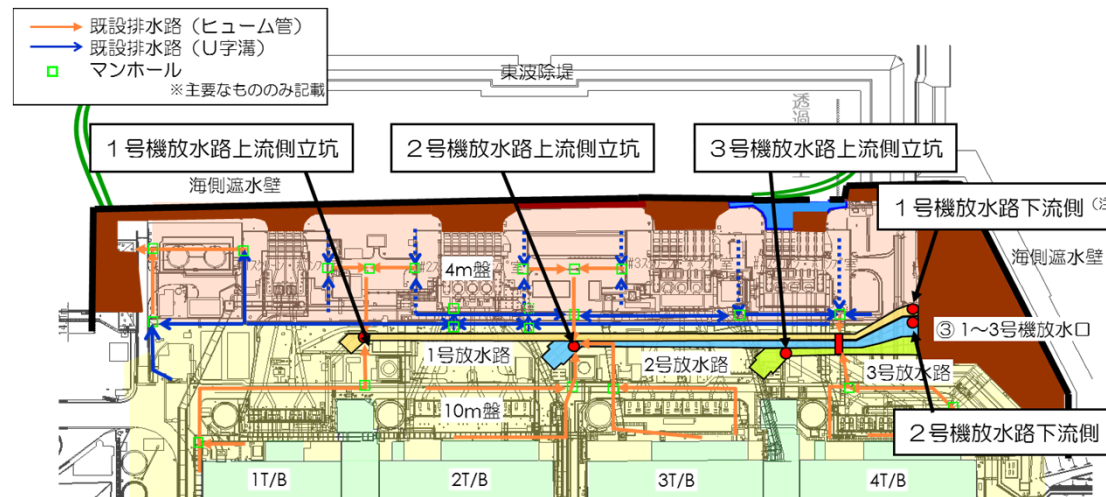 既設排水路（ヒューム管）
既設排水路（Ｕ字溝）
マンホール
※主要なもののみ記載
東波除堤
透過
１号機放水路上流側立坑
２号機放水路上流側立坑
３号機放水路上流側立坑
海側遮水壁
１号機放水路下流側
海側遮水壁
4m盤
③ 1～3号機放水口
1号放水路
2号放水路
3号放水路
10m盤
２号機放水路下流側
1T/B
2T/B
3T/B
4T/B